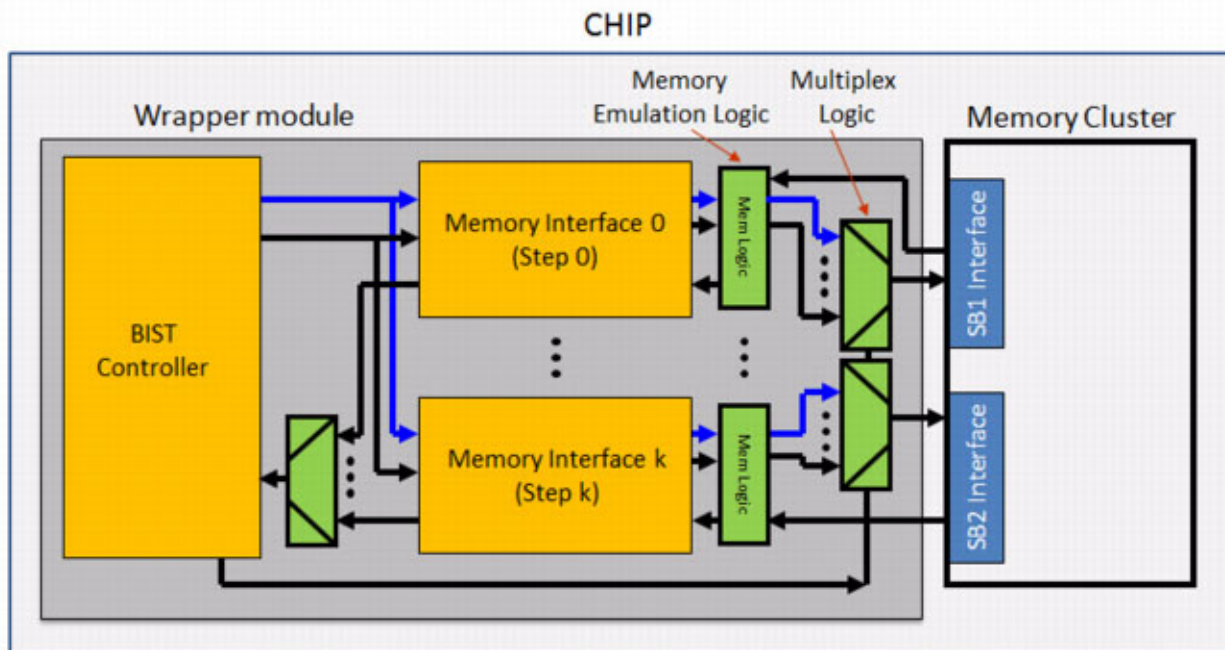 CHIP
Memory
Emulation Logic
Multiplex
Logic
Wrapper module
Memory Cluster
BIST
Controller
Memory Interface 0
(Step 0)
Mem Logic
SB1 Interface
Memory Interface k
(Step k)
Mem Logic
SB2 Interface